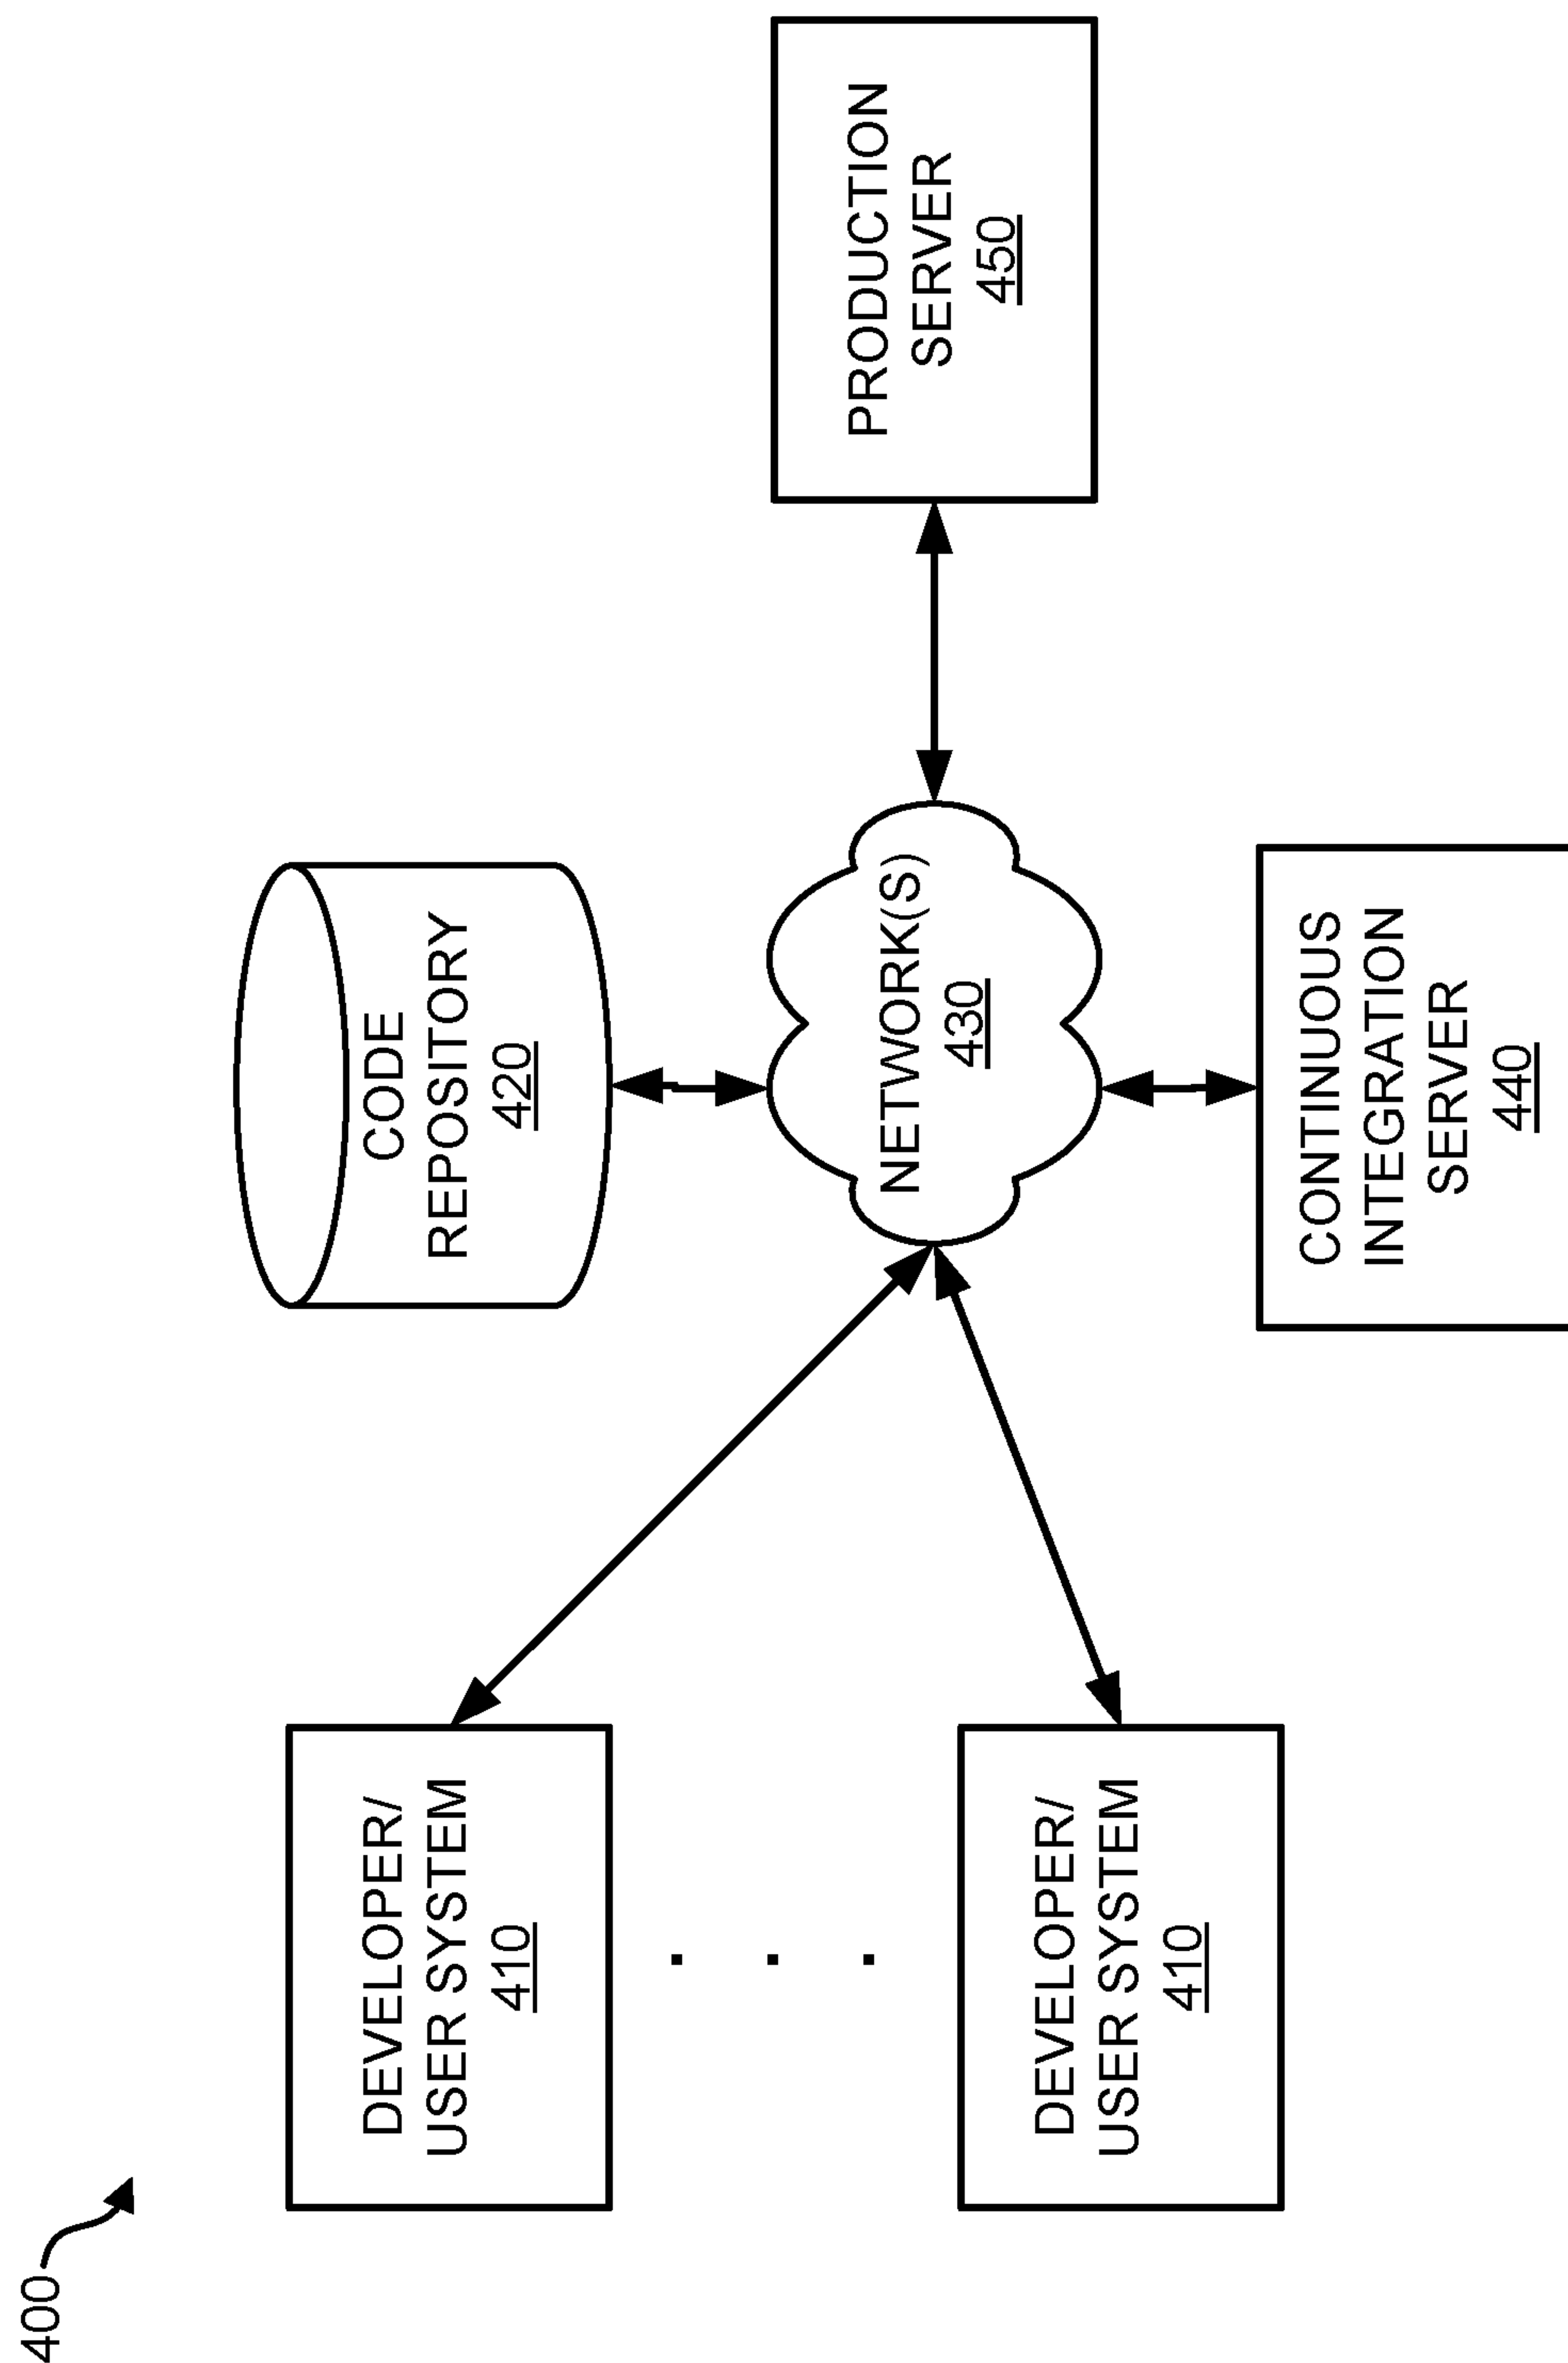 400
DEVELOPER/
USER SYSTEM
410
DEVELOPER/
USER SYSTEM
410
CODE
REPOSITORY
420
NETWORK(S)
430
CONTINUOUS
INTEGRATION
SERVER
440
PRODUCTION
SERVER
450